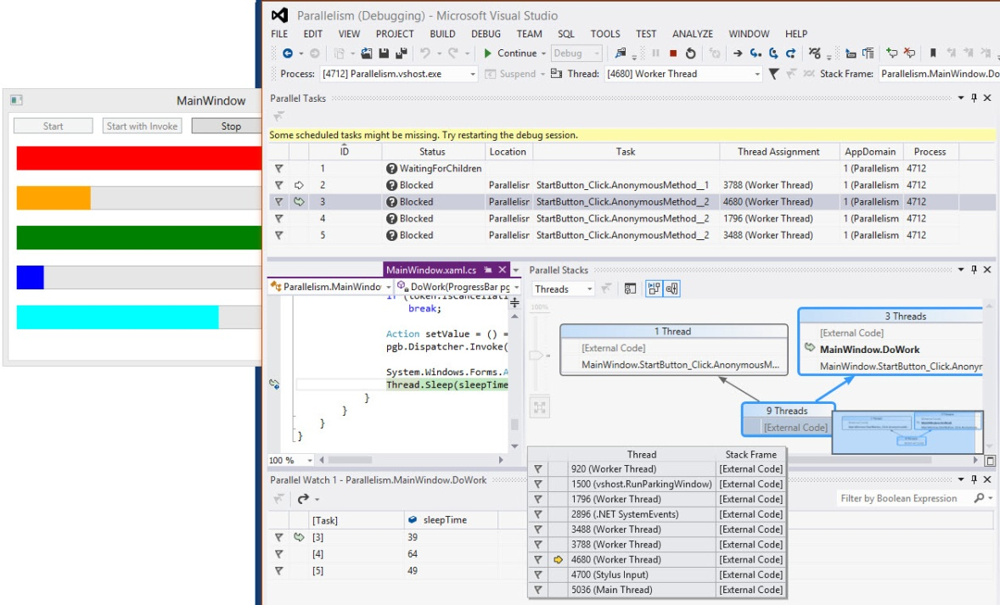 MainWindow
Start
Start with Invoke
Stop
Parallelism (Debugging) - Microsoft Visual Studio
FILE EDIT VIEW PROJECT BUILD DEBUG TEAM SQL TOOLS TEST ANALYZE WINDOW HELP
Continue Debug
Process: [4712] Parallelism.vshost.exe Suspend Thread: [4680] Worker Thread Stack Frame: Parallelism.MainWindow.Do
Parallel Tasks
Some scheduled tasks might be missing. Try restarting the debug session.
ID Status Location Task Thread Assignment AppDomain Process
1 WaitingForChildren 1 (Parallelism 4712
2 Blocked Parallelisr StartButton_Click.AnonymousMethod__1 3788 (Worker Thread) 1 (Parallelism 4712
3 Blocked Parallelisr StartButton_Click.AnonymousMethod__2 4680 (Worker Thread) 1 (Parallelism 4712
4 Blocked Parallelisr StartButton_Click.AnonymousMethod__2 1796 (Worker Thread) 1 (Parallelism 4712
5 Blocked Parallelisr StartButton_Click.AnonymousMethod__2 3488 (Worker Thread) 1 (Parallelism 4712
MainWindow.xaml.cs
Parallelism.MainWindo DoWork(ProgressBar pg
if (token.IsCancellati
break;
Action setValue = () =
pgb.Dispatcher.Invoke(
System.Windows.Forms.A
Thread.Sleep(sleepTime
}
}
}
}
100 %
Parallel Stacks
Threads
100%
1 Thread
[External Code]
MainWindow.StartButton_Click.AnonymousM...
3 Threads
[External Code]
MainWindow.DoWork
MainWindow.StartButton_Click.Anonyr
9 Threads
[External Code]
Thread Stack Frame
920 (Worker Thread) [External Code]
1500 (vshost.RunParkingWindow) [External Code]
1796 (Worker Thread) [External Code]
2896 (.NET SystemEvents) [External Code]
3488 (Worker Thread) [External Code]
3788 (Worker Thread) [External Code]
4680 (Worker Thread) [External Code]
4700 (Stylus Input) [External Code]
5036 (Main Thread) [External Code]
Parallel Watch 1 - Parallelism.MainWindow.DoWork
Filter by Boolean Expression
[Task] sleepTime
[3] 39
[4] 64
[5] 49